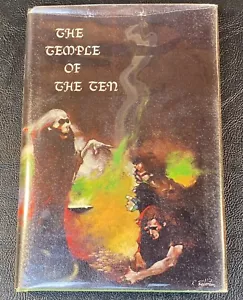 THE
TEMPLE
OF
THE TEN